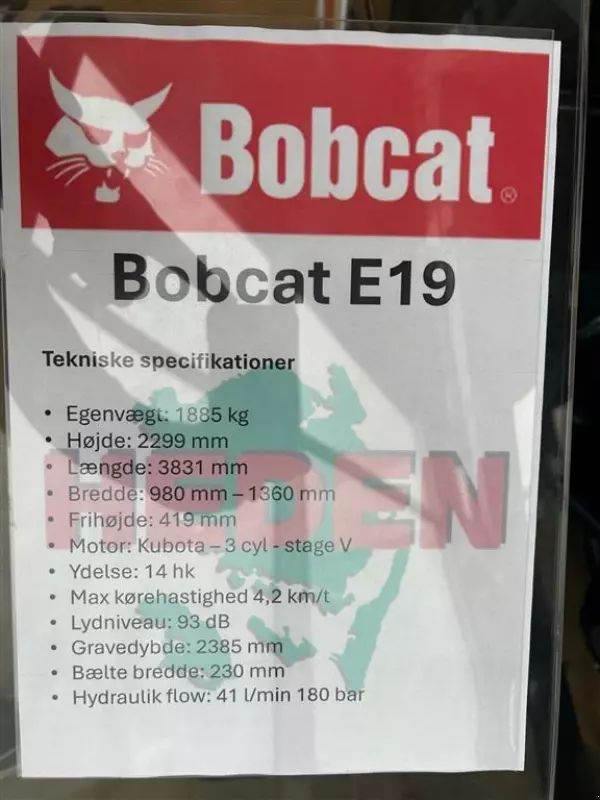 Bobcat®
Bobcat E19
Tekniske specifikationer
• Egenvægt: 1885 kg
• Højde: 2299 mm
• Længde: 3831 mm
HEDEN
• Bredde: 980 mm – 1360 mm
• Frihøjde: 419 mm
• Motor: Kubota – 3 cyl - stage V
• Ydelse: 14 hk
• Max kørehastighed 4,2 km/t
• Lydniveau: 93 dB
• Gravedybde: 2385 mm
• Bælte bredde: 230 mm
• Hydraulik flow: 41 l/min 180 bar